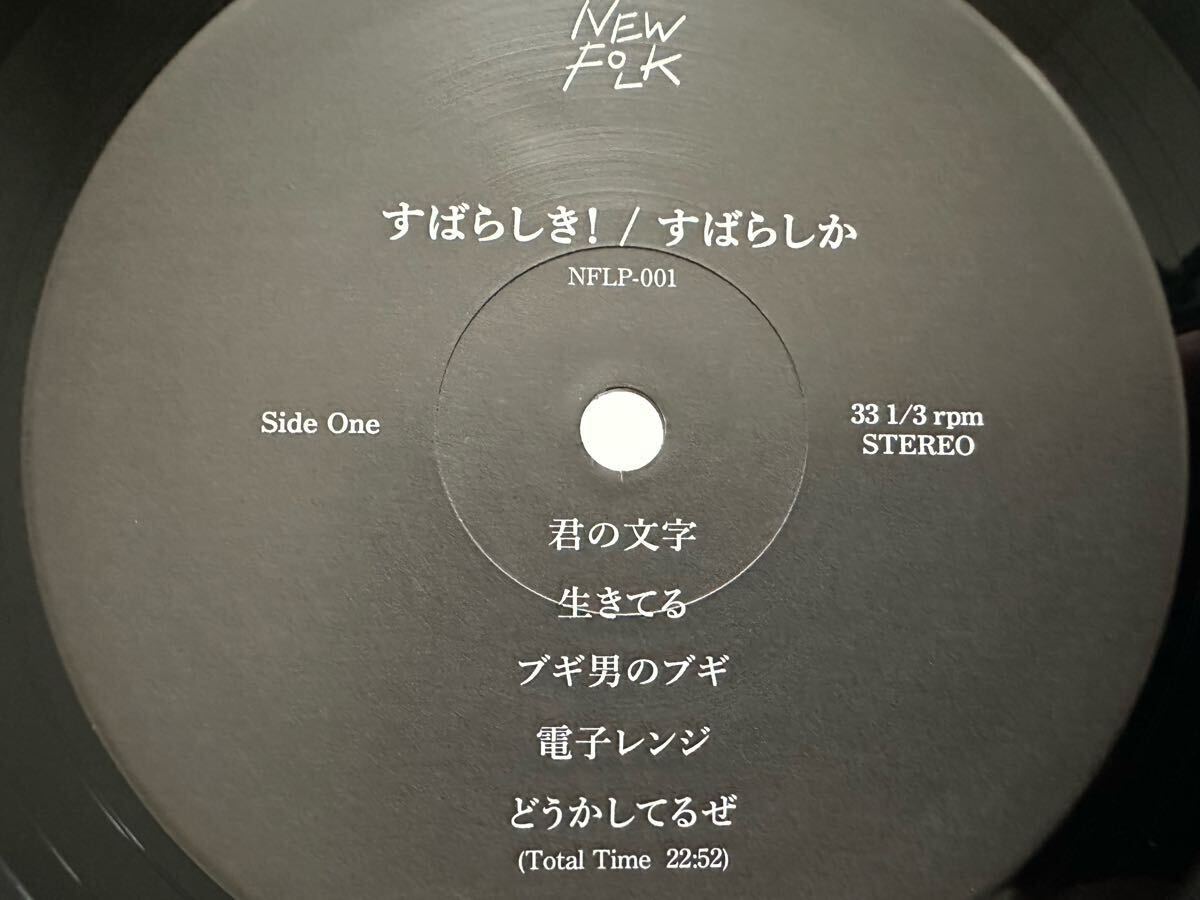 NEW
FOLK
すばらしき! / すばらしか
NFLP-001
Side One
33 1/3 rpm
STEREO
君の文字
生きてる
ブギ男のブギ
電子レンジ
どうかしてるぜ
(Total Time 22:52)